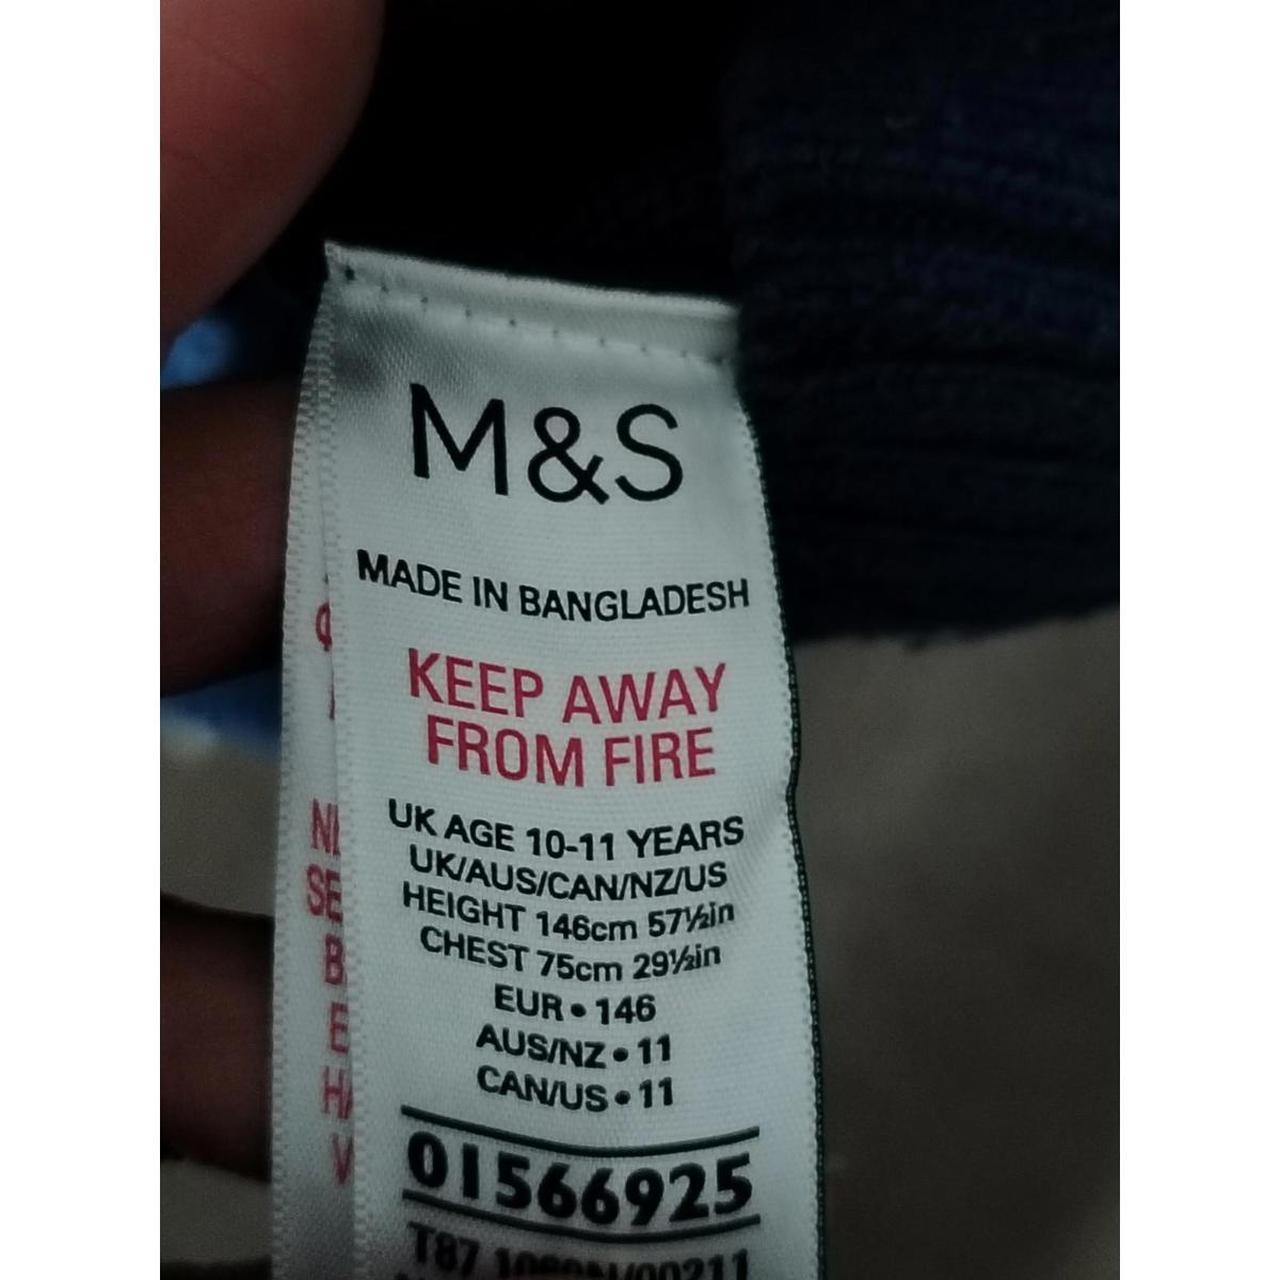 M&S
MADE IN BANGLADESH
KEEP AWAY
FROM FIRE
UK AGE 10-11 YEARS
UK/AUS/CAN/NZ/US
HEIGHT 146cm 57½in
CHEST 75cm 29½in
EUR • 146
AUS/NZ • 11
CAN/US • 11
01566925
T87